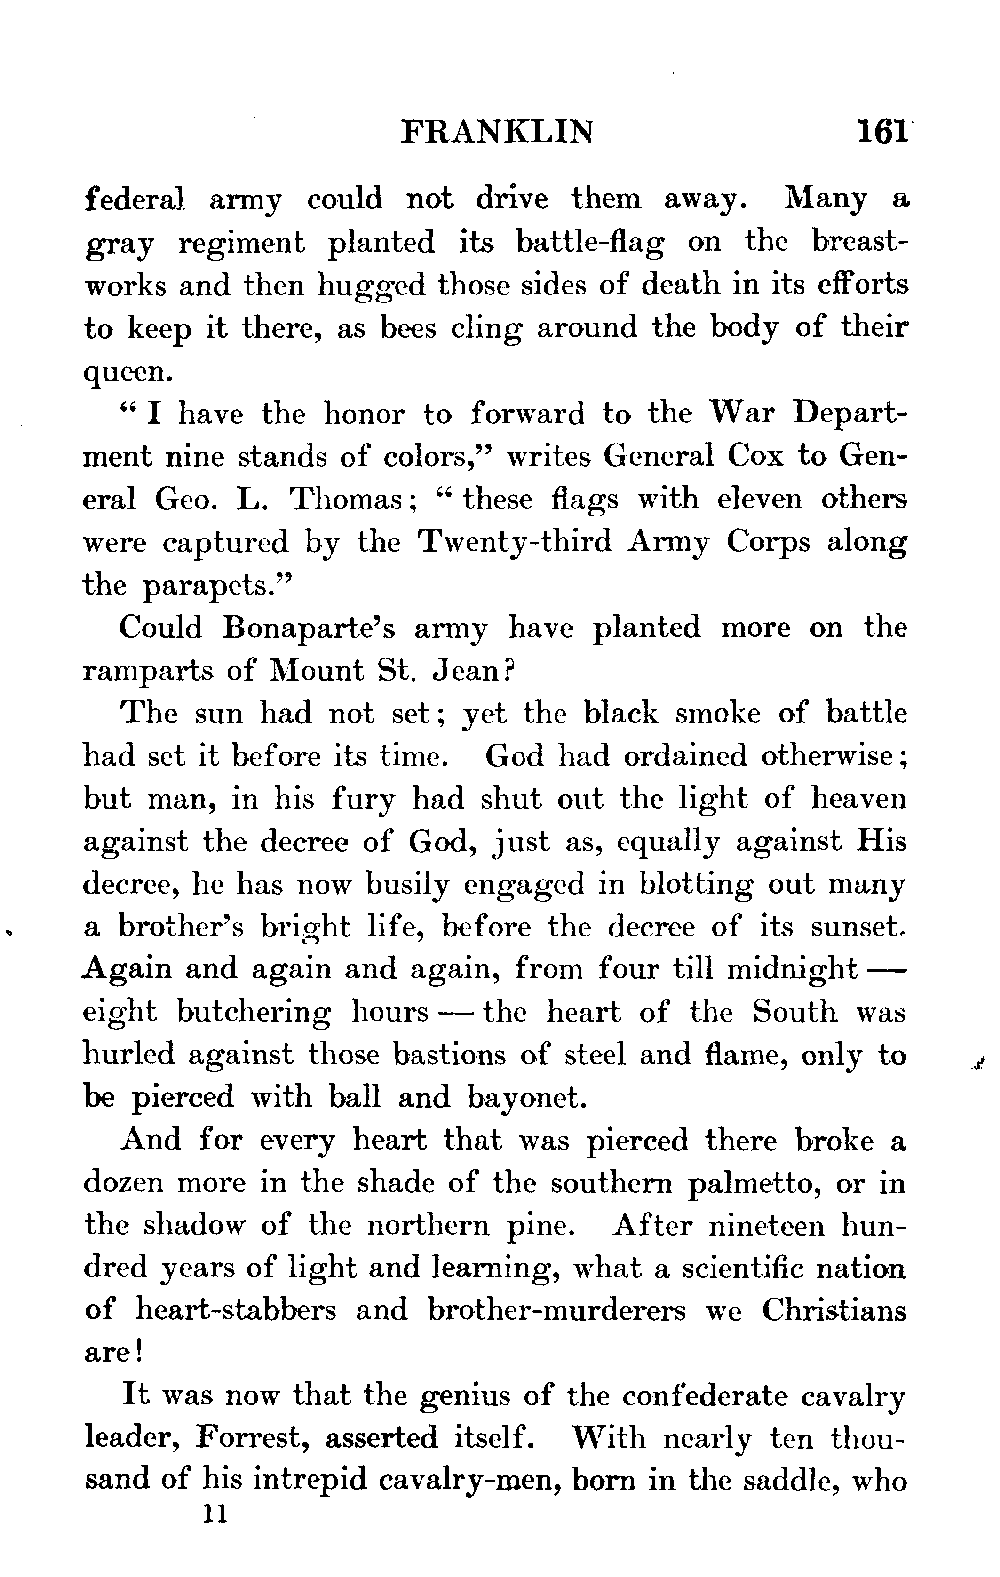 FRANKLIN 161
federal army could not drive them away. Many a
gray regiment planted its battle-flag on the breast-
works and then hugged those sides of death in its efforts
to keep it there, as bees cling around the body of their
queen.
“ I have the honor to forward to the War Depart-
ment nine stands of colors,” writes General Cox to Gen-
eral Geo. L. Thomas; “ these flags with eleven others
were captured by the Twenty-third Army Corps along
the parapets.”
Could Bonaparte’s army have planted more on the
ramparts of Mount St. Jean?
The sun had not set; yet the black smoke of battle
had set it before its time. God had ordained otherwise;
but man, in his fury had shut out the light of heaven
against the decree of God, just as, equally against His
decree, he has now busily engaged in blotting out many
a brother’s bright life, before the decree of its sunset.
Again and again and again, from four till midnight —
eight butchering hours — the heart of the South was
hurled against those bastions of steel and flame, only to
be pierced with ball and bayonet.
And for every heart that was pierced there broke a
dozen more in the shade of the southern palmetto, or in
the shadow of the northern pine. After nineteen hun-
dred years of light and learning, what a scientific nation
of heart-stabbers and brother-murderers we Christians
are!
It was now that the genius of the confederate cavalry
leader, Forrest, asserted itself. With nearly ten thou-
sand of his intrepid cavalry-men, born in the saddle, who
11